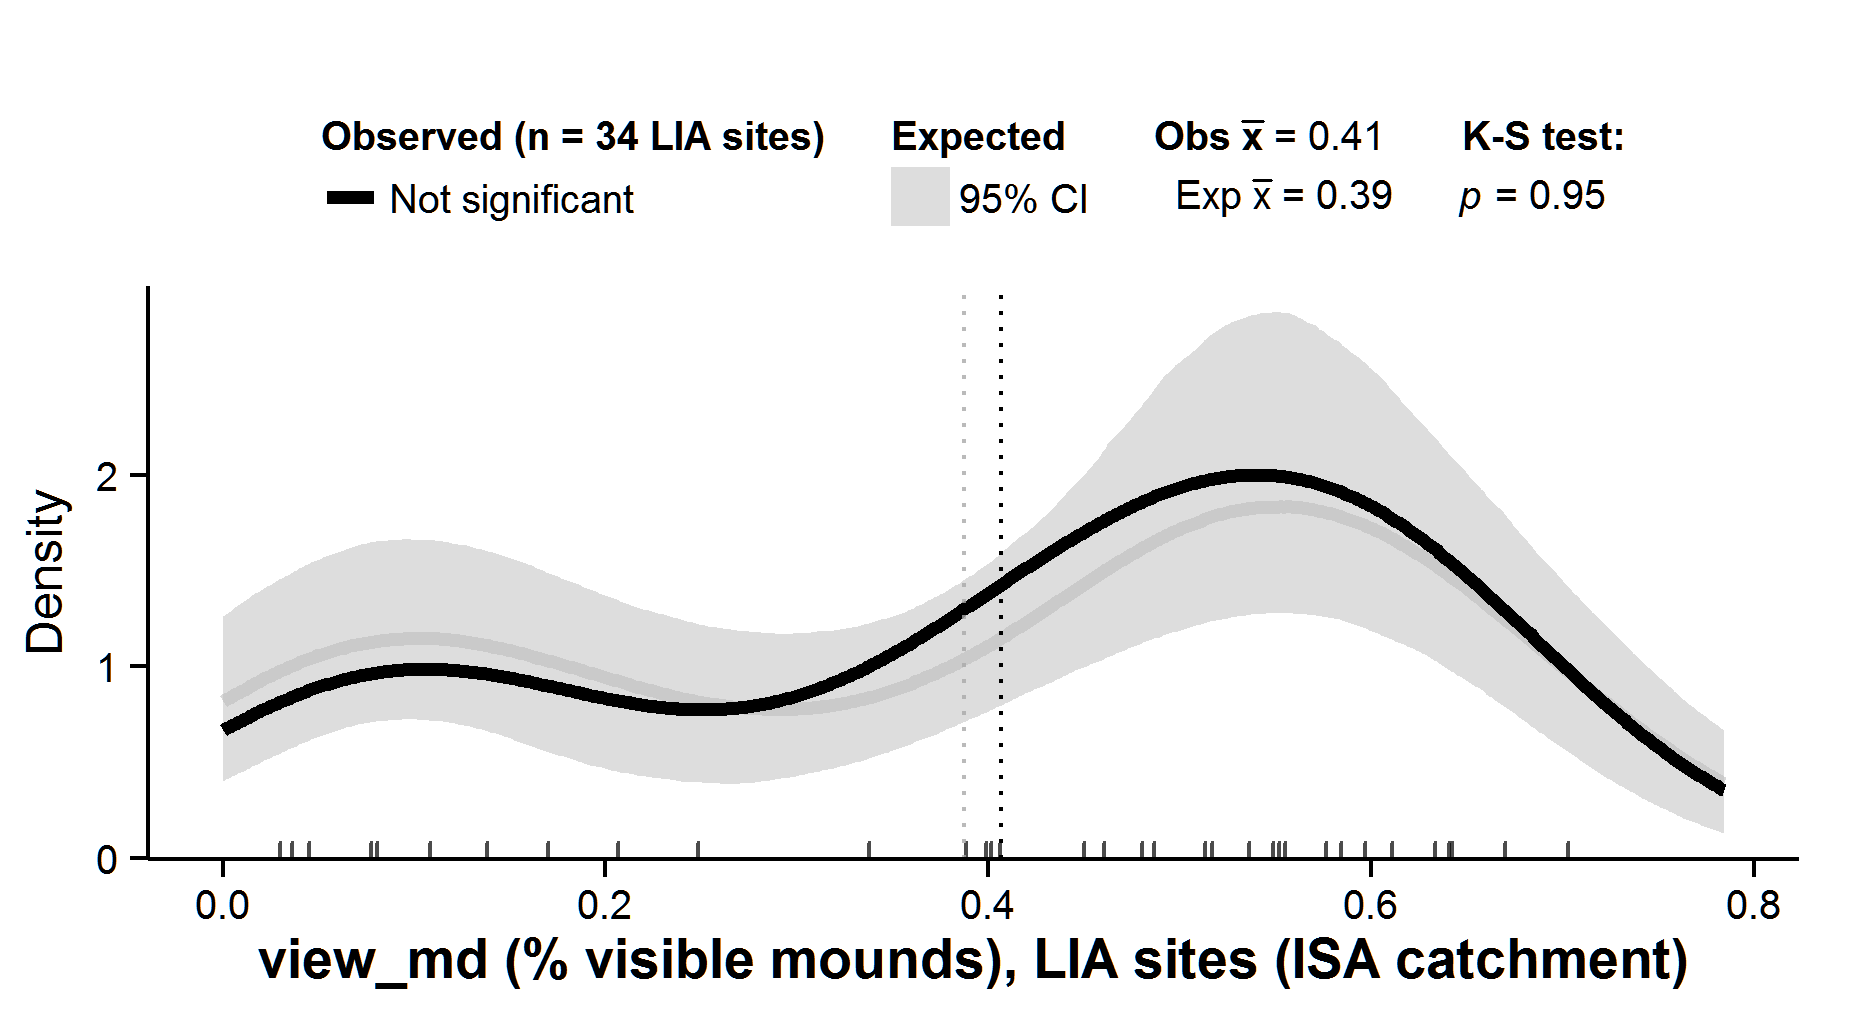 Observed (n = 34 LIA sites) Expected Obs x̅ = 0.41 K-S test:
Not significant 95% CI Exp x̅ = 0.39 p = 0.95
Density
2
1
0
0.0 0.2 0.4 0.6 0.8
view_md (% visible mounds), LIA sites (ISA catchment)